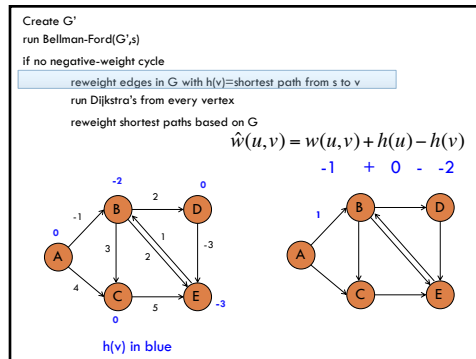 Create G’
run Bellman-Ford(G’,s)
if no negative-weight cycle
reweight edges in G with h(v)=shortest path from s to v
run Dijkstra’s from every vertex
reweight shortest paths based on G
ŵ(u,v) = w(u,v) + h(u) − h(v)
-1 + 0 - -2
-2 0
B 2 D
-1
0
3 1 2 -3
A
4
C 5 E
0 -3
h(v) in blue
B D
1
A
C E